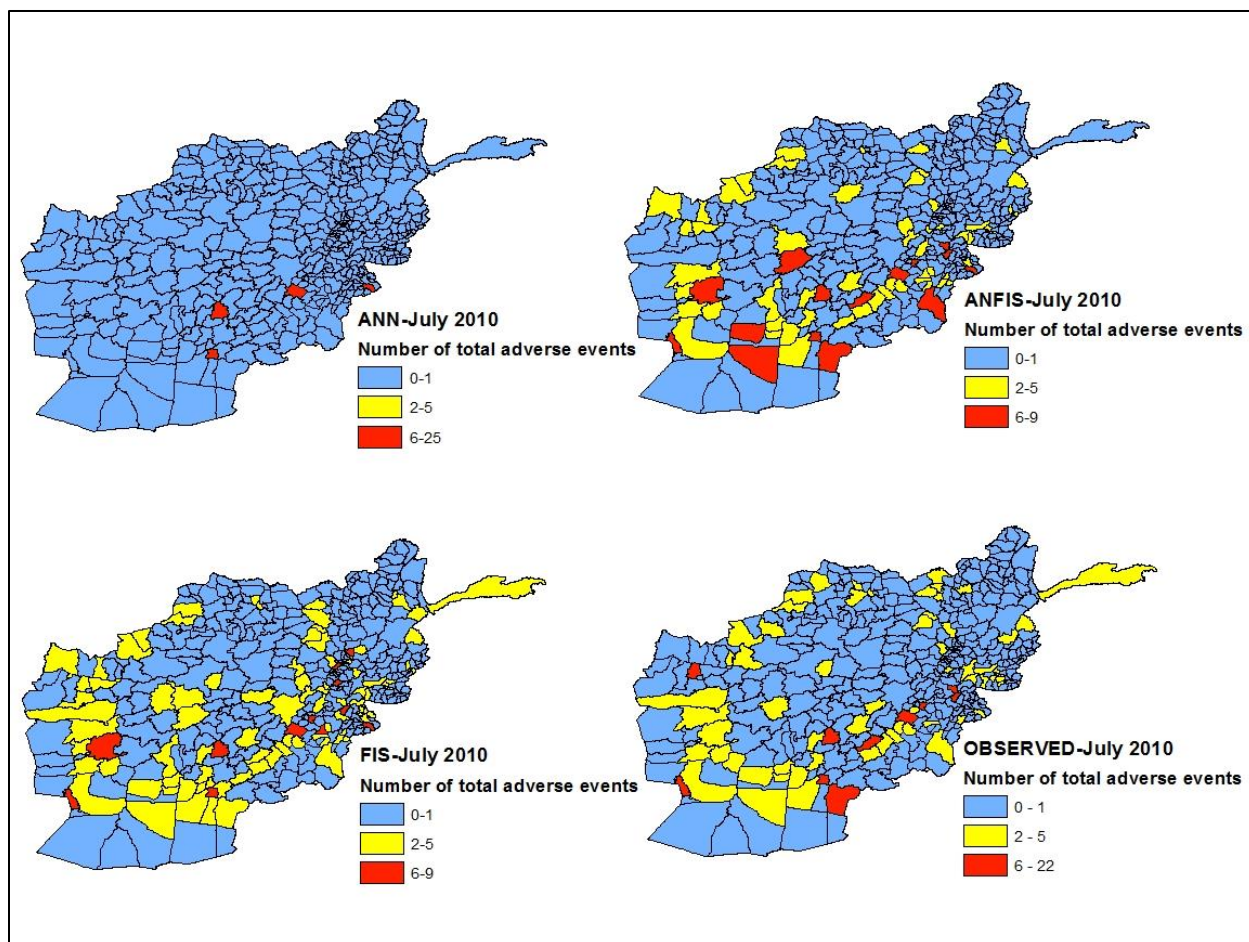 ANN-July 2010
Number of total adverse events
0-1
2-5
6-25
ANFIS-July 2010
Number of total adverse events
0-1
2-5
6-9
FIS-July 2010
Number of total adverse events
0-1
2-5
6-9
OBSERVED-July 2010
Number of total adverse events
0 - 1
2 - 5
6 - 22